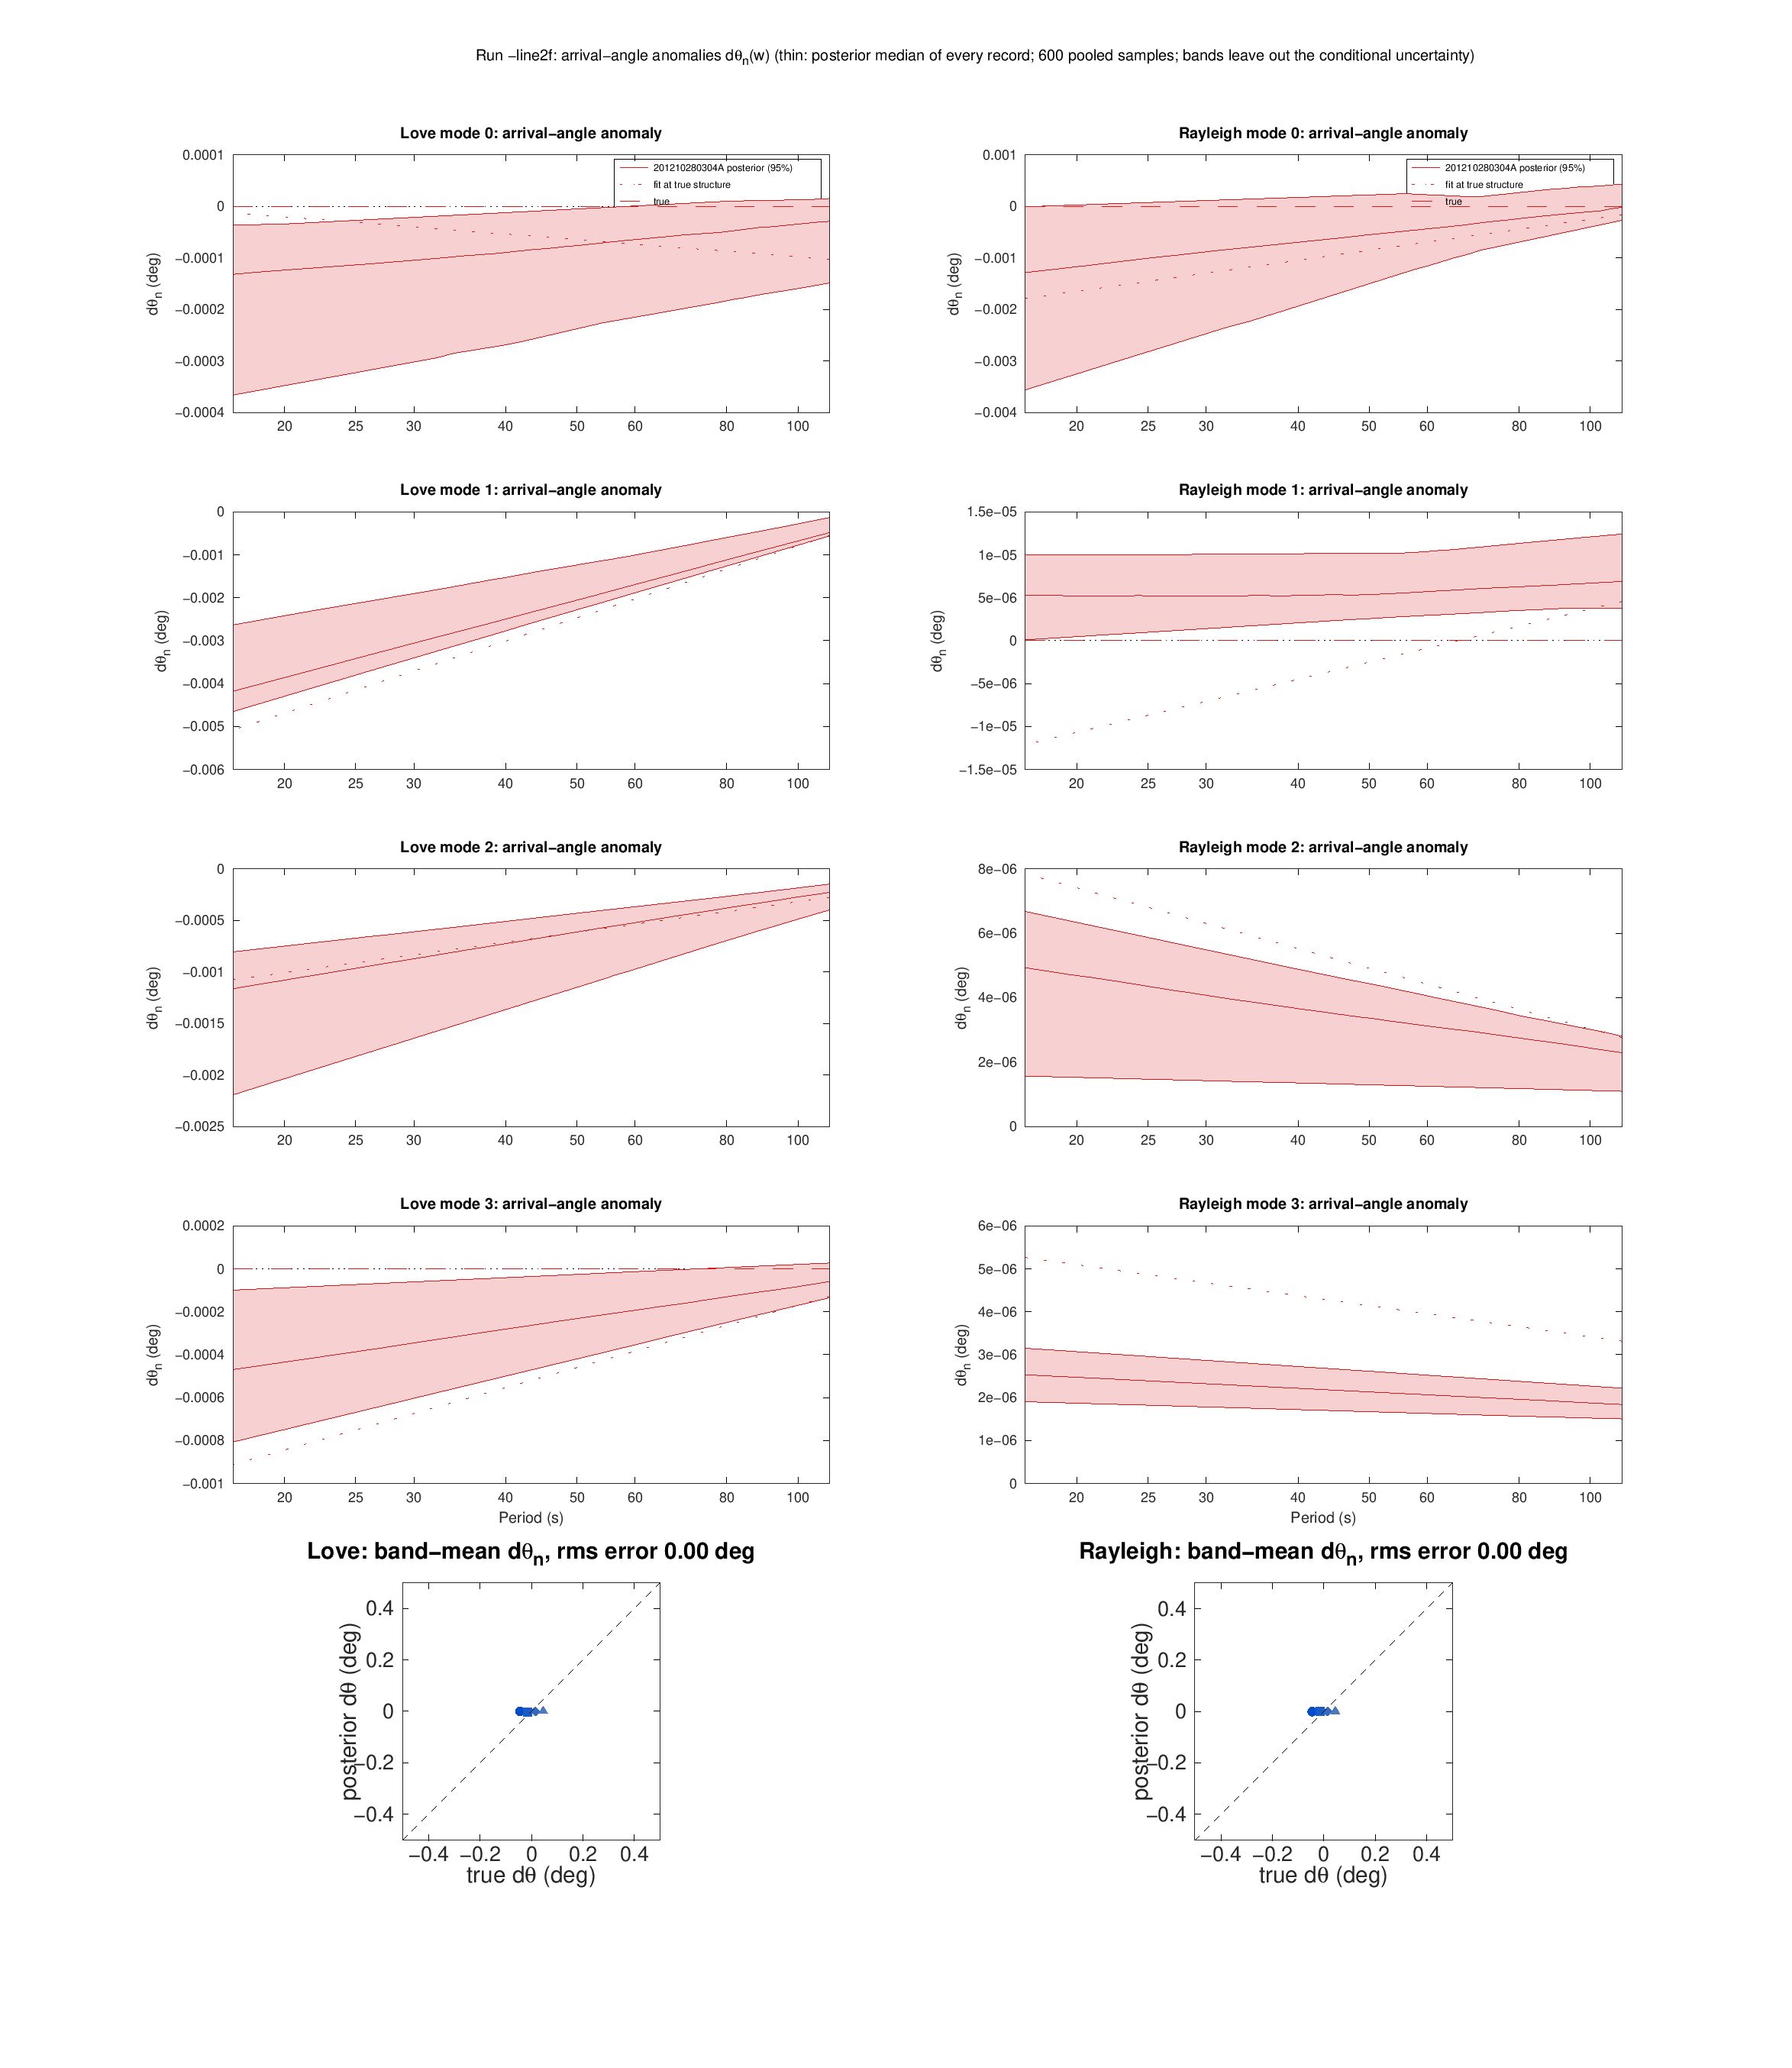 Run −line2f: arrival−angle anomalies dθn(w) (thin: posterior median of every record; 600 pooled samples; bands leave out the conditional uncertainty)
Love mode 0: arrival−angle anomaly
0.0001
0
−0.0001
−0.0002
−0.0003
−0.0004
dθn (deg)
201210280304A posterior (95%)
fit at true structure
true
20 25 30 40 50 60 80 100
Rayleigh mode 0: arrival−angle anomaly
0.001
0
−0.001
−0.002
−0.003
−0.004
dθn (deg)
201210280304A posterior (95%)
fit at true structure
true
20 25 30 40 50 60 80 100
Love mode 1: arrival−angle anomaly
0
−0.001
−0.002
−0.003
−0.004
−0.005
−0.006
dθn (deg)
20 25 30 40 50 60 80 100
Rayleigh mode 1: arrival−angle anomaly
1.5e−05
1e−05
5e−06
0
−5e−06
−1e−05
−1.5e−05
dθn (deg)
20 25 30 40 50 60 80 100
Love mode 2: arrival−angle anomaly
0
−0.0005
−0.001
−0.0015
−0.002
−0.0025
dθn (deg)
20 25 30 40 50 60 80 100
Rayleigh mode 2: arrival−angle anomaly
8e−06
6e−06
4e−06
2e−06
0
dθn (deg)
20 25 30 40 50 60 80 100
Love mode 3: arrival−angle anomaly
0.0002
0
−0.0002
−0.0004
−0.0006
−0.0008
−0.001
dθn (deg)
20 25 30 40 50 60 80 100
Period (s)
Rayleigh mode 3: arrival−angle anomaly
6e−06
5e−06
4e−06
3e−06
2e−06
1e−06
0
dθn (deg)
20 25 30 40 50 60 80 100
Period (s)
Love: band−mean dθn, rms error 0.00 deg
0.4
0.2
0
−0.2
−0.4
posterior dθ (deg)
−0.4 −0.2 0 0.2 0.4
true dθ (deg)
Rayleigh: band−mean dθn, rms error 0.00 deg
0.4
0.2
0
−0.2
−0.4
posterior dθ (deg)
−0.4 −0.2 0 0.2 0.4
true dθ (deg)